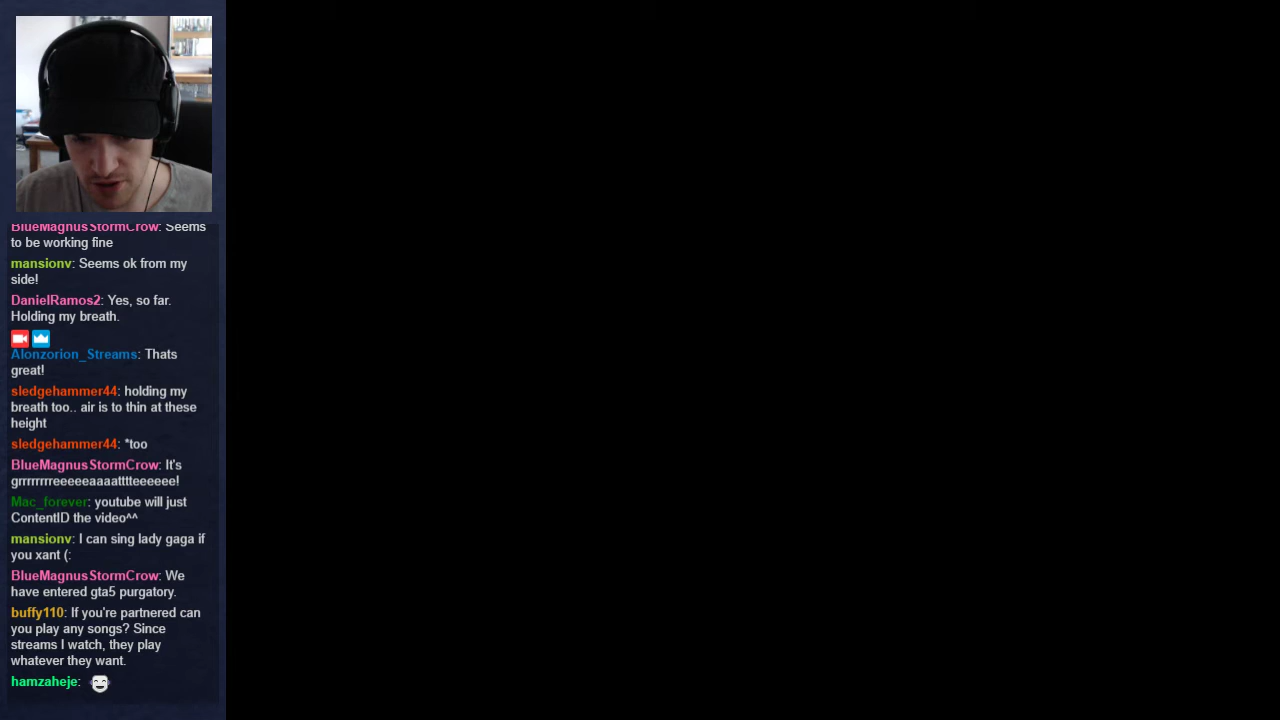 BlueMagnusStormCrow: Seems
to be working fine
mansionv: Seems ok from my
side!
DanielRamos2: Yes, so far.
Holding my breath.
Alonzorion_Streams: Thats
great!
sledgehammer44: holding my
breath too.. air is to thin at these
height
sledgehammer44: *too
BlueMagnusStormCrow: It's
grrrrrrrreeeeeaaaatttteeeeee!
Mac_forever: youtube will just
ContentID the video^^
mansionv: I can sing lady gaga if
you xant (:
BlueMagnusStormCrow: We
have entered gta5 purgatory.
buffy110: If you're partnered can
you play any songs? Since
streams I watch, they play
whatever they want.
hamzaheje: